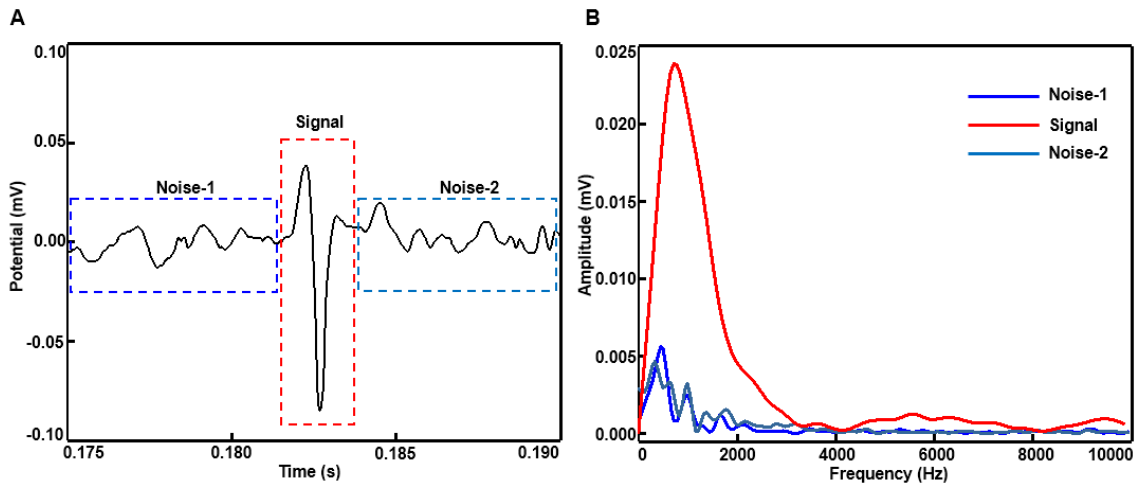 A
0.10
0.05
0.00
-0.05
-0.10
Potential (mV)
Noise-1
Signal
Noise-2
0.175
0.180
0.185
0.190
Time (s)
B
0.025
0.020
0.015
0.010
0.005
0.000
Amplitude (mV)
Noise-1
Signal
Noise-2
0
2000
4000
6000
8000
10000
Frequency (Hz)